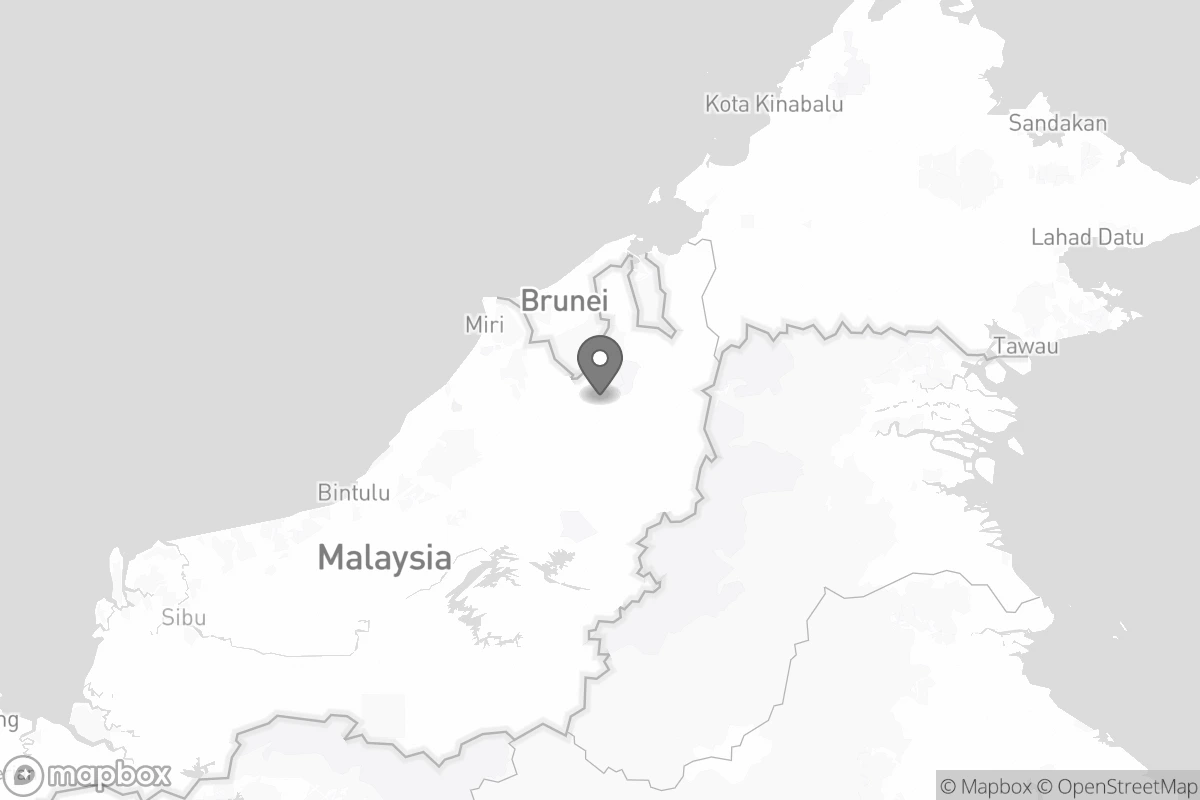 Kota Kinabalu
Sandakan
Lahad Datu
Brunei
Miri
Tawau
Bintulu
Malaysia
Sibu
ng
mapbox
© Mapbox © OpenStreetMap